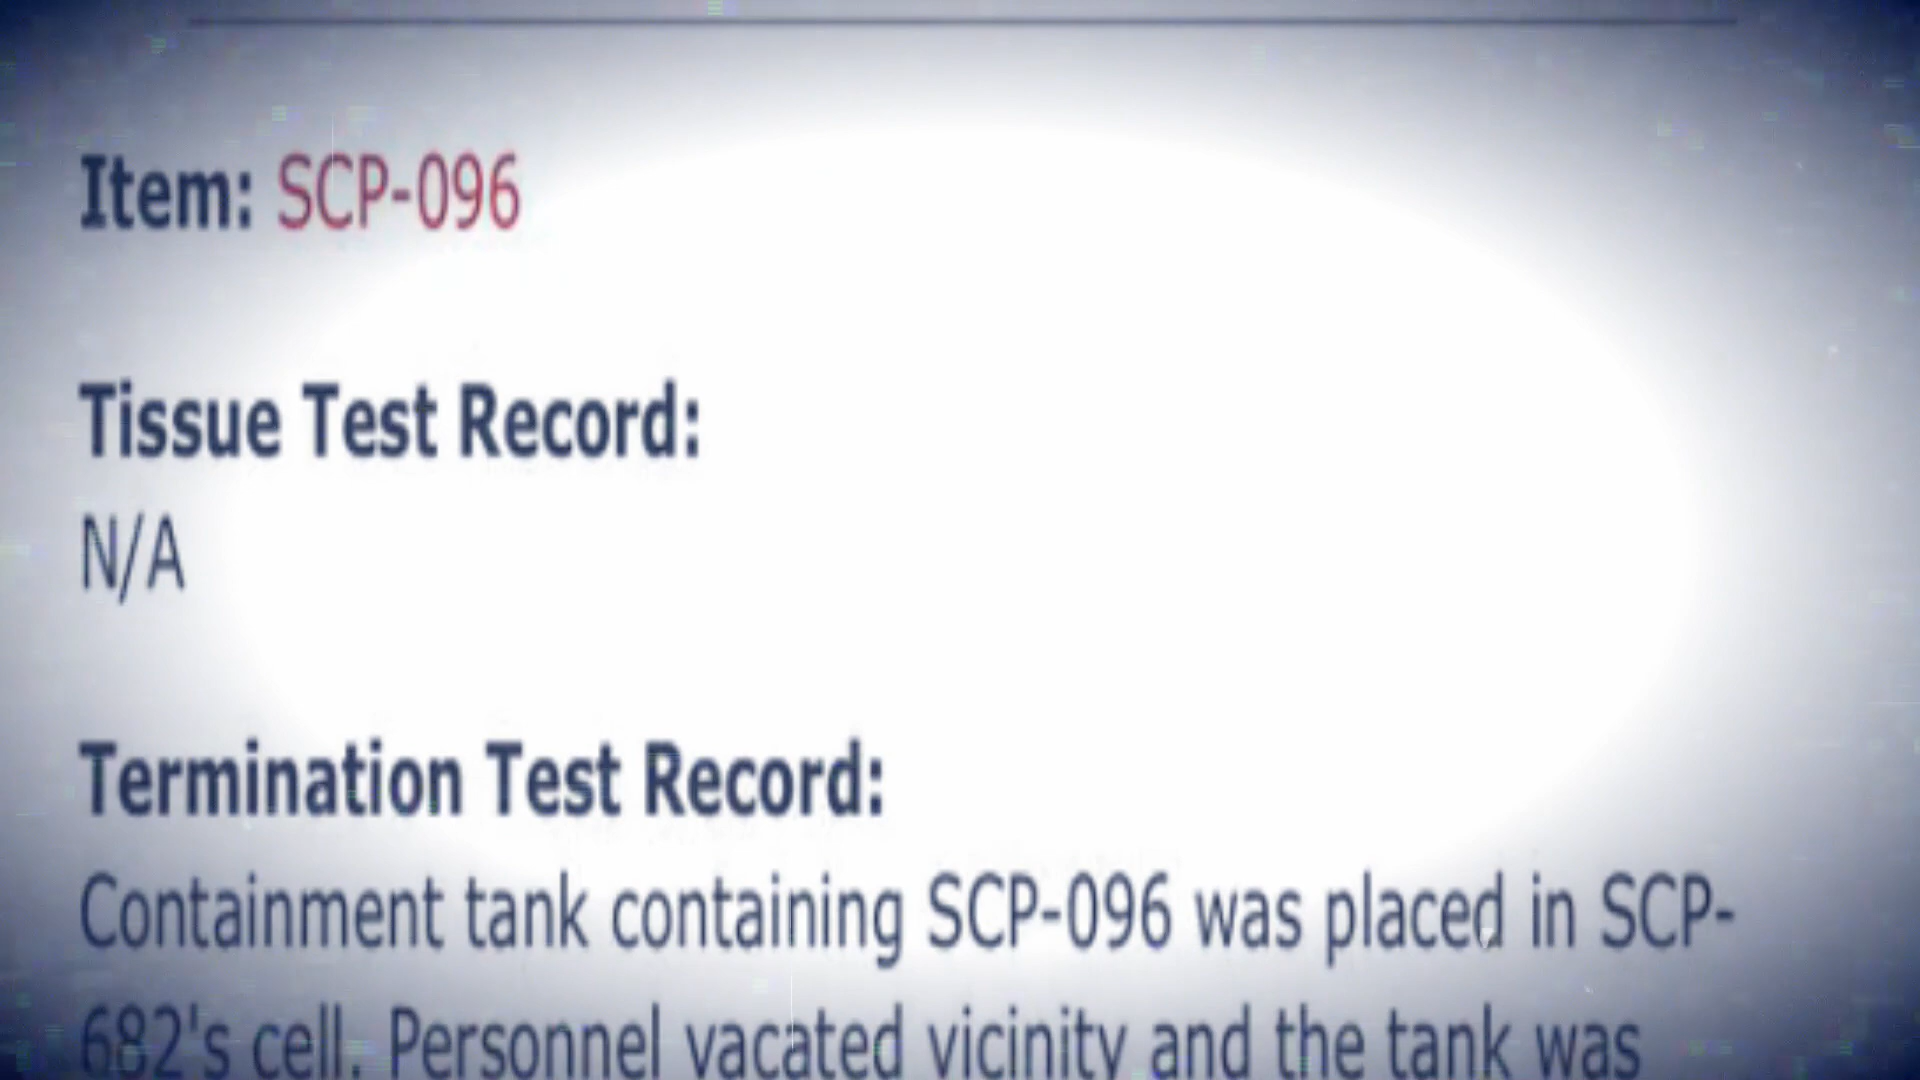 Item: SCP-096
Tissue Test Record:
N/A
Termination Test Record:
Containment tank containing SCP-096 was placed in SCP-
682's cell. Personnel vacated vicinity and the tank was